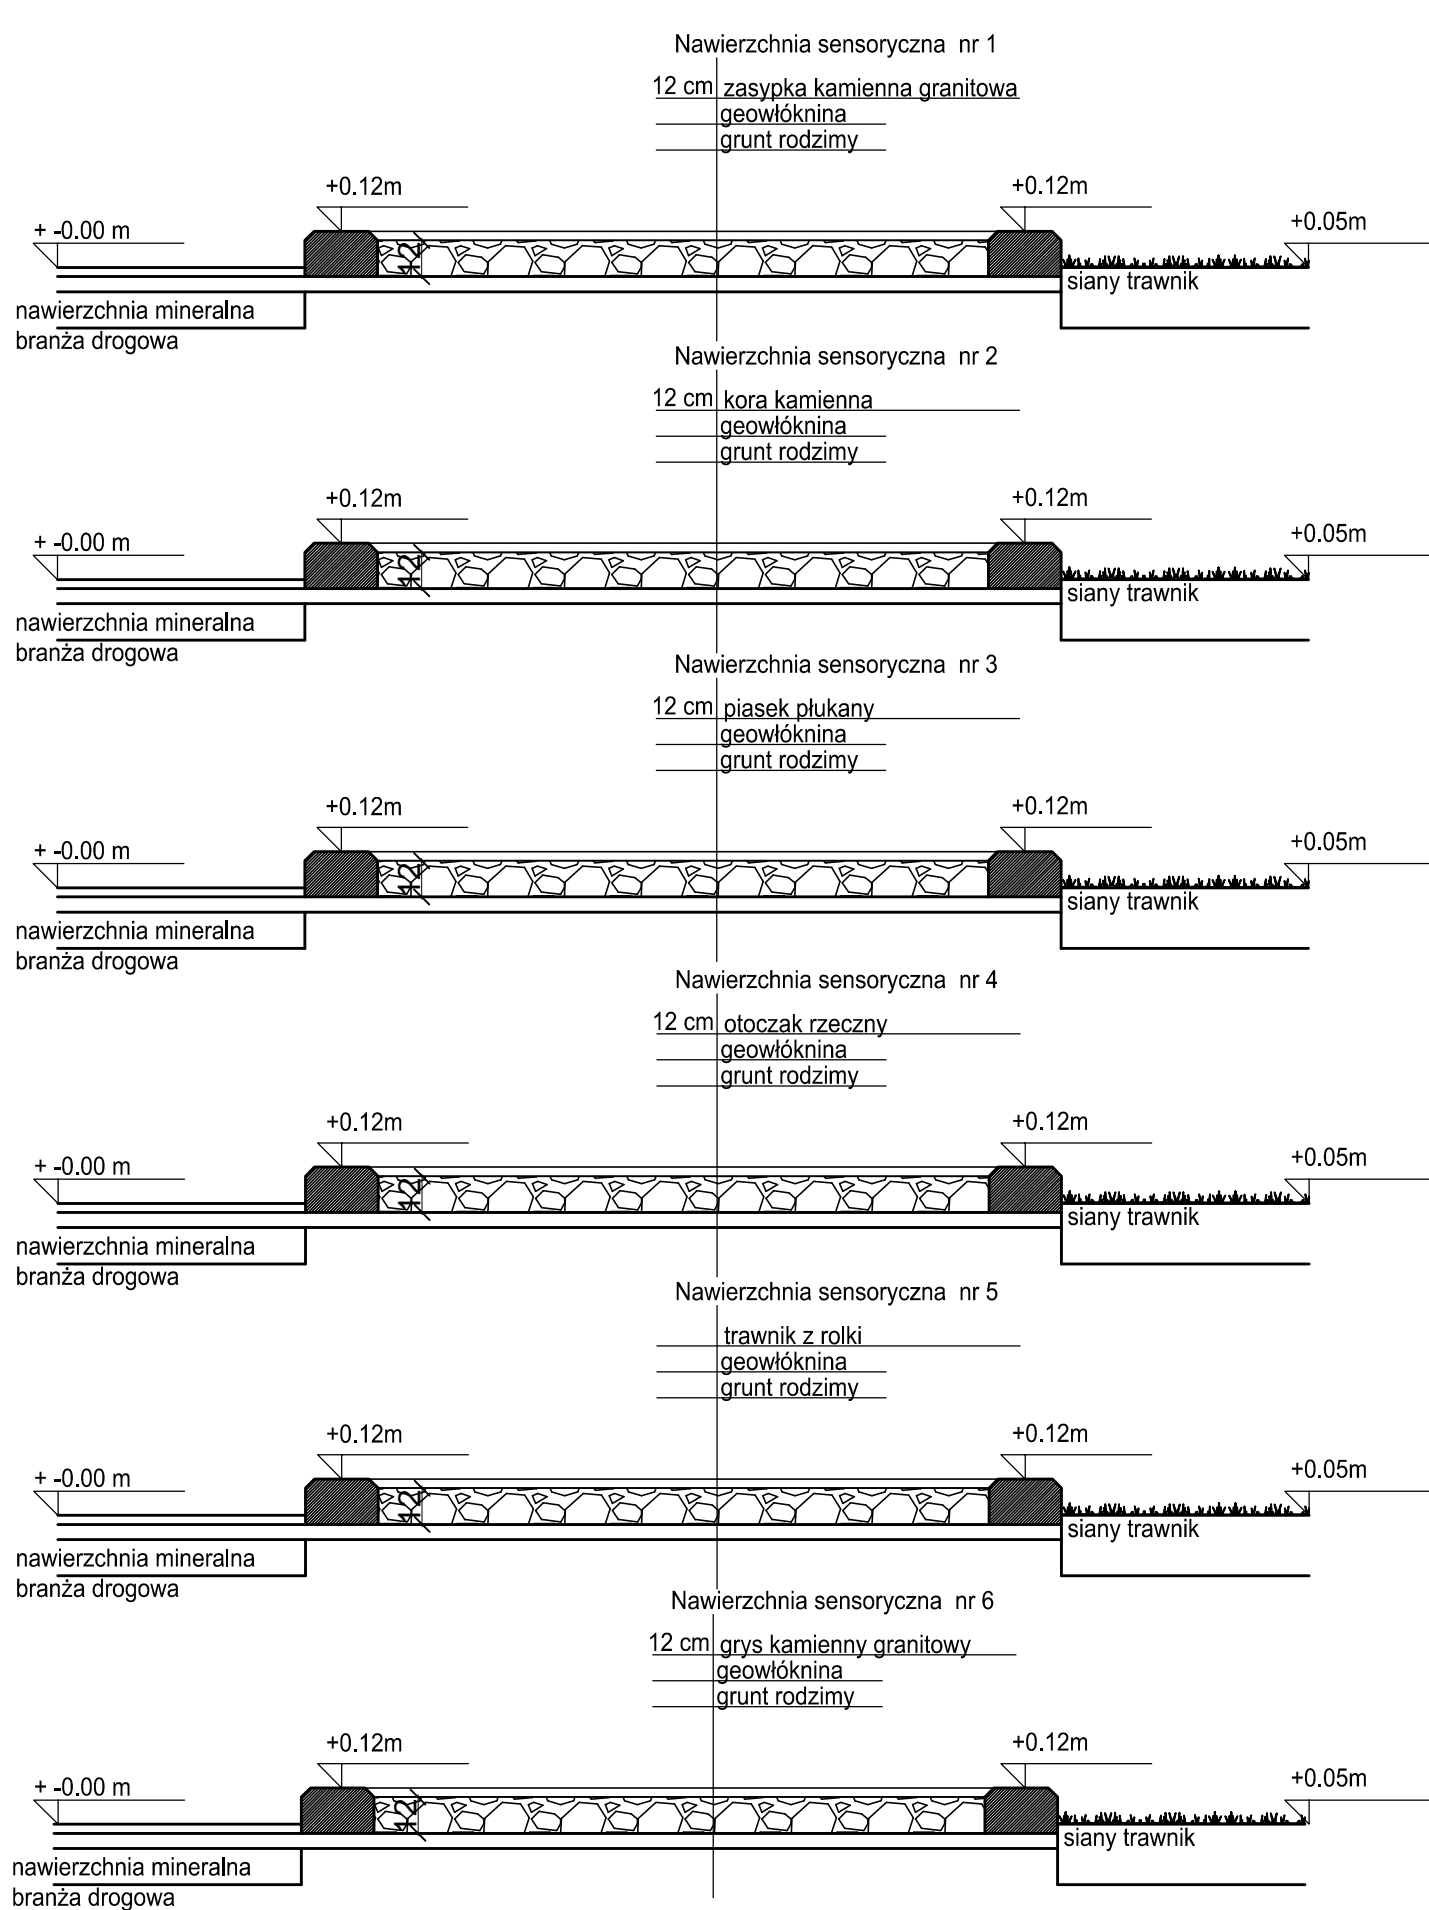 Nawierzchnia sensoryczna nr 1
12 cm zasypka kamienna granitowa
geowłóknina
grunt rodzimy
+0.12m +0.12m
+ -0.00 m +0.05m
12
siany trawnik
nawierzchnia mineralna
branża drogowa
Nawierzchnia sensoryczna nr 2
12 cm kora kamienna
geowłóknina
grunt rodzimy
+0.12m +0.12m
+ -0.00 m +0.05m
12
siany trawnik
nawierzchnia mineralna
branża drogowa
Nawierzchnia sensoryczna nr 3
12 cm piasek płukany
geowłóknina
grunt rodzimy
+0.12m +0.12m
+ -0.00 m +0.05m
12
siany trawnik
nawierzchnia mineralna
branża drogowa
Nawierzchnia sensoryczna nr 4
12 cm otoczak rzeczny
geowłóknina
grunt rodzimy
+0.12m +0.12m
+ -0.00 m +0.05m
12
siany trawnik
nawierzchnia mineralna
branża drogowa
Nawierzchnia sensoryczna nr 5
trawnik z rolki
geowłóknina
grunt rodzimy
+0.12m +0.12m
+ -0.00 m +0.05m
12
siany trawnik
nawierzchnia mineralna
branża drogowa
Nawierzchnia sensoryczna nr 6
12 cm grys kamienny granitowy
geowłóknina
grunt rodzimy
+0.12m +0.12m
+ -0.00 m +0.05m
12
siany trawnik
nawierzchnia mineralna
branża drogowa